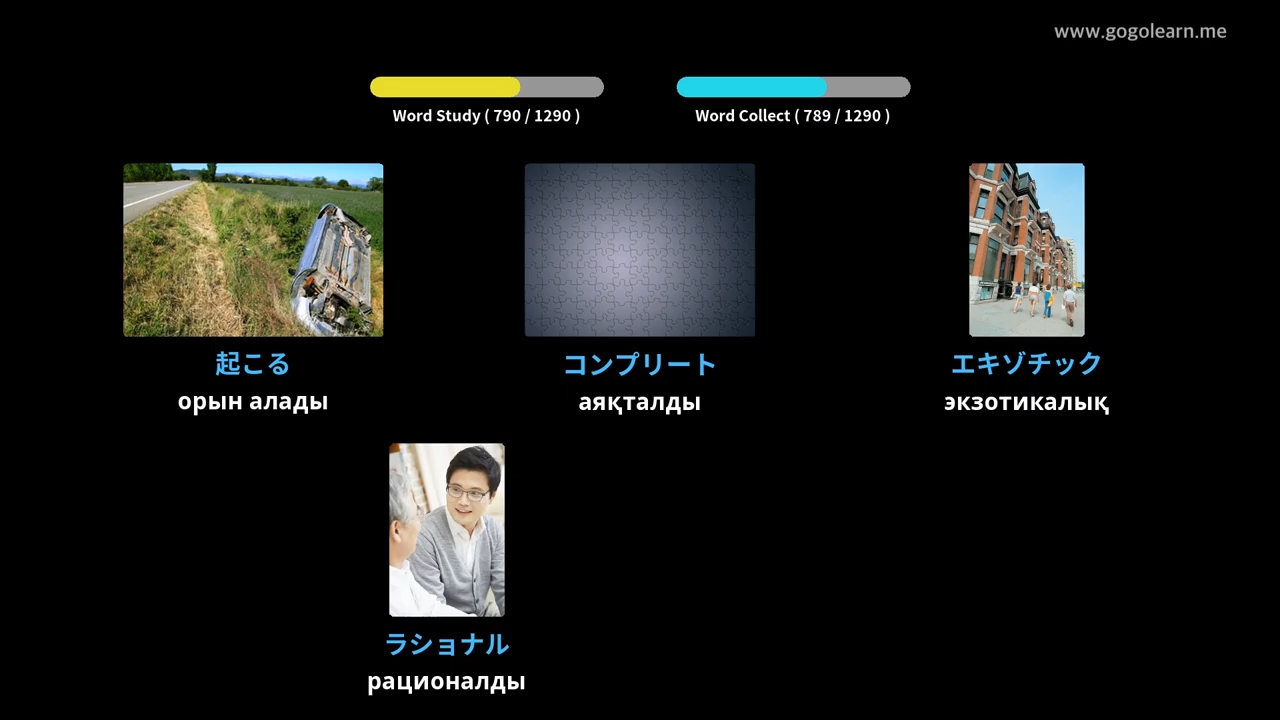 www.gogolearn.me
Word Study ( 790 / 1290 )
Word Collect ( 789 / 1290 )
起こる
орын алады
コンプリート
аяқталды
エキゾチック
экзотикалық
ラショナル
рационалды